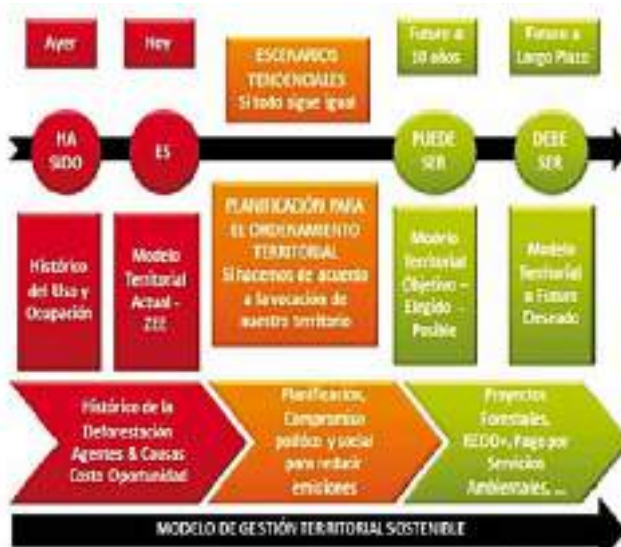 Ayer
Hoy
ESCENARIOS
TENDENCIALES
Si todo sigue igual
Futuro a
10 años
Futuro a
Largo Plazo
HA
SIDO
ES
PUEDE
SER
DEBE
SER
Histórico
del Uso y
Ocupación
Modelo
Territorial
Actual -
ZEE
PLANIFICACIÓN PARA
EL ORDENAMIENTO
TERRITORIAL
Si hacemos de acuerdo
a la vocación de
nuestro territorio
Modelo
Territorial
Objetivo -
Elegido -
Posible
Modelo
Territorial
a Futuro
Deseado
Histórico de la
Deforestación
Agentes & Causas
Costo Oportunidad
Planificación,
Compromiso
político y social
para reducir
emisiones
Proyectos
Forestales,
REDD+, Pago por
Servicios
Ambientales, ...
MODELO DE GESTIÓN TERRITORIAL SOSTENIBLE